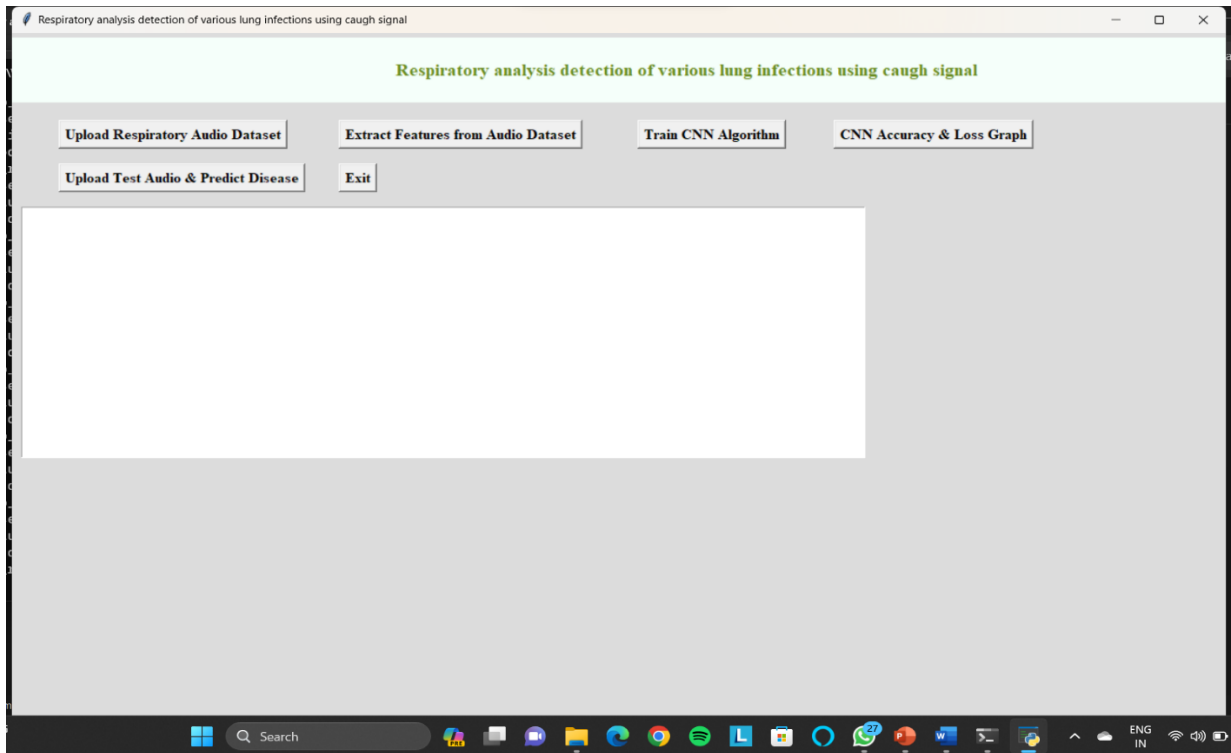 Respiratory analysis detection of various lung infections using caugh signal
Respiratory analysis detection of various lung infections using caugh signal
Upload Respiratory Audio Dataset Extract Features from Audio Dataset Train CNN Algorithm CNN Accuracy & Loss Graph
Upload Test Audio & Predict Disease Exit
Search PRE L 27 P W ENG
IN